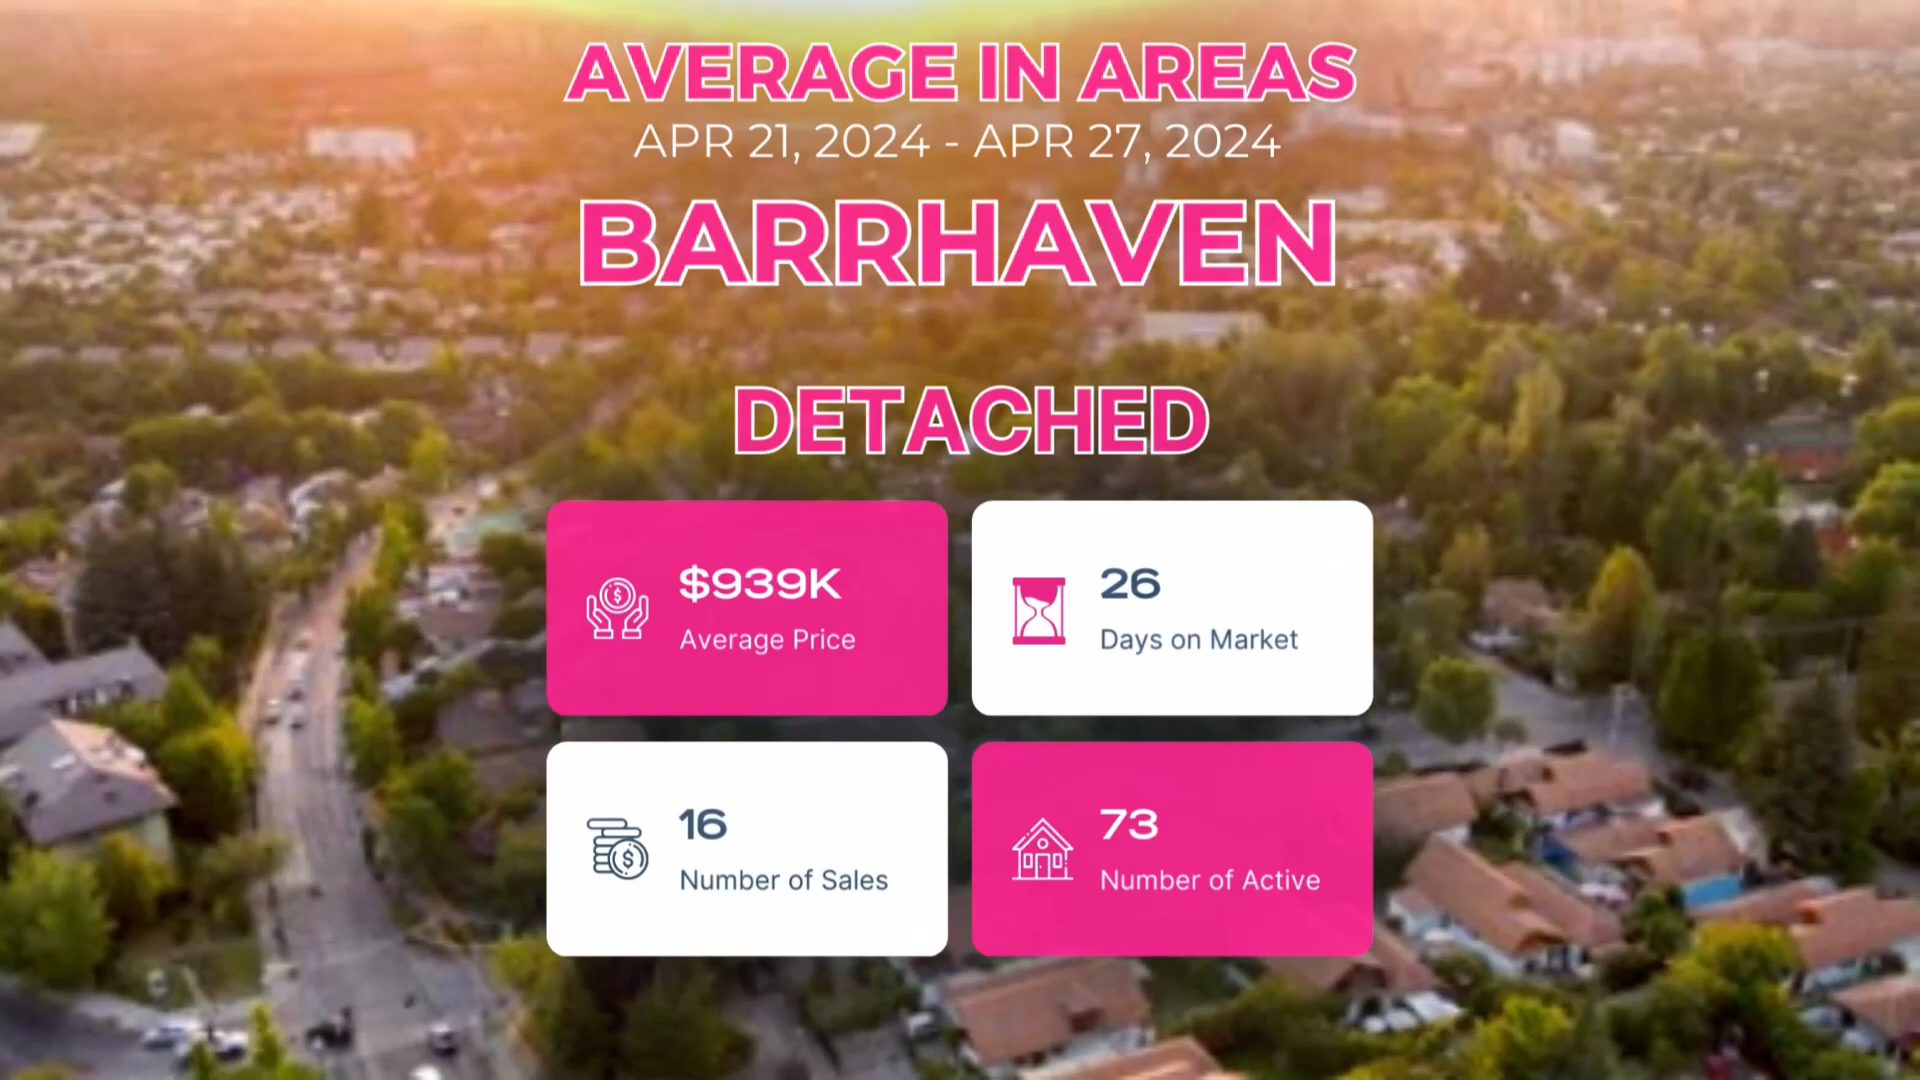 AVERAGE IN AREAS
APR 21, 2024 - APR 27, 2024
BARRHAVEN
DETACHED
$939K
Average Price
26
Days on Market
16
Number of Sales
73
Number of Active